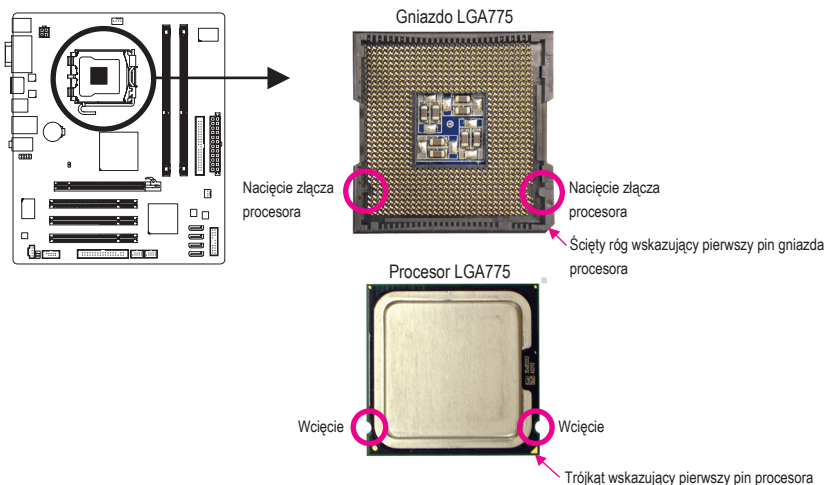 Gniazdo LGA775
Nacięcie złącza
procesora
Nacięcie złącza
procesora
Ścięty róg wskazujący pierwszy pin gniazda
procesora
Procesor LGA775
Wcięcie
Wcięcie
Trójkąt wskazujący pierwszy pin procesora